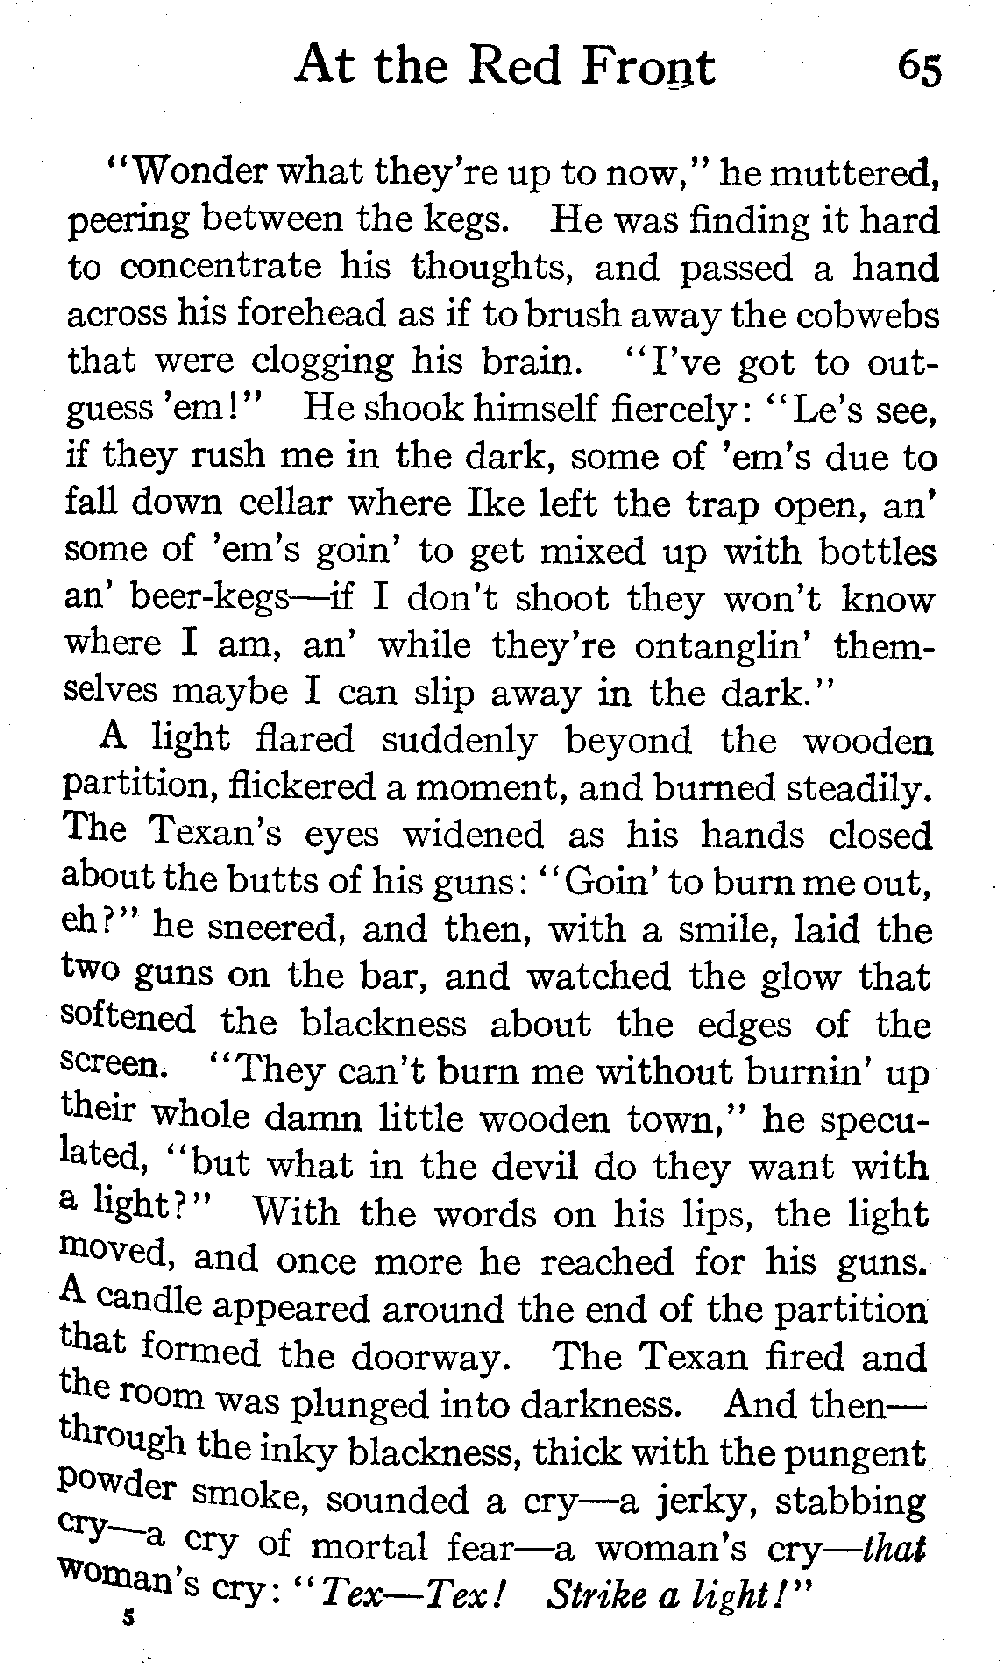 At the Red Front 65
"Wonder what they're up to now," he muttered,
peering between the kegs. He was finding it hard
to concentrate his thoughts, and passed a hand
across his forehead as if to brush away the cobwebs
that were clogging his brain. "I've got to out-
guess 'em!" He shook himself fiercely: "Le's see,
if they rush me in the dark, some of 'em's due to
fall down cellar where Ike left the trap open, an'
some of 'em's goin' to get mixed up with bottles
an' beer-kegs—if I don't shoot they won't know
where I am, an' while they're ontanglin' them-
selves maybe I can slip away in the dark."
A light flared suddenly beyond the wooden
partition, flickered a moment, and burned steadily.
The Texan's eyes widened as his hands closed
about the butts of his guns: "Goin' to burn me out,
eh?" he sneered, and then, with a smile, laid the
two guns on the bar, and watched the glow that
softened the blackness about the edges of the
screen. "They can't burn me without burnin' up
their whole damn little wooden town," he specu-
lated, "but what in the devil do they want with
a light?" With the words on his lips, the light
moved, and once more he reached for his guns.
A candle appeared around the end of the partition
that formed the doorway. The Texan fired and
the room was plunged into darkness. And then—
through the inky blackness, thick with the pungent
powder smoke, sounded a cry—a jerky, stabbing
cry—a cry of mortal fear—a woman's cry—that
woman's cry: "Tex—Tex! Strike a light!"
5